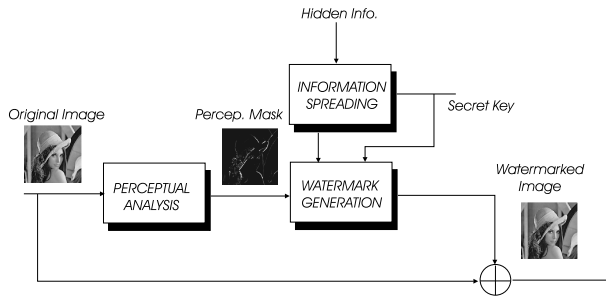 Hidden Info.
INFORMATION
SPREADING
Secret Key
Original Image
Percep. Mask
PERCEPTUAL
ANALYSIS
WATERMARK
GENERATION
Watermarked
Image